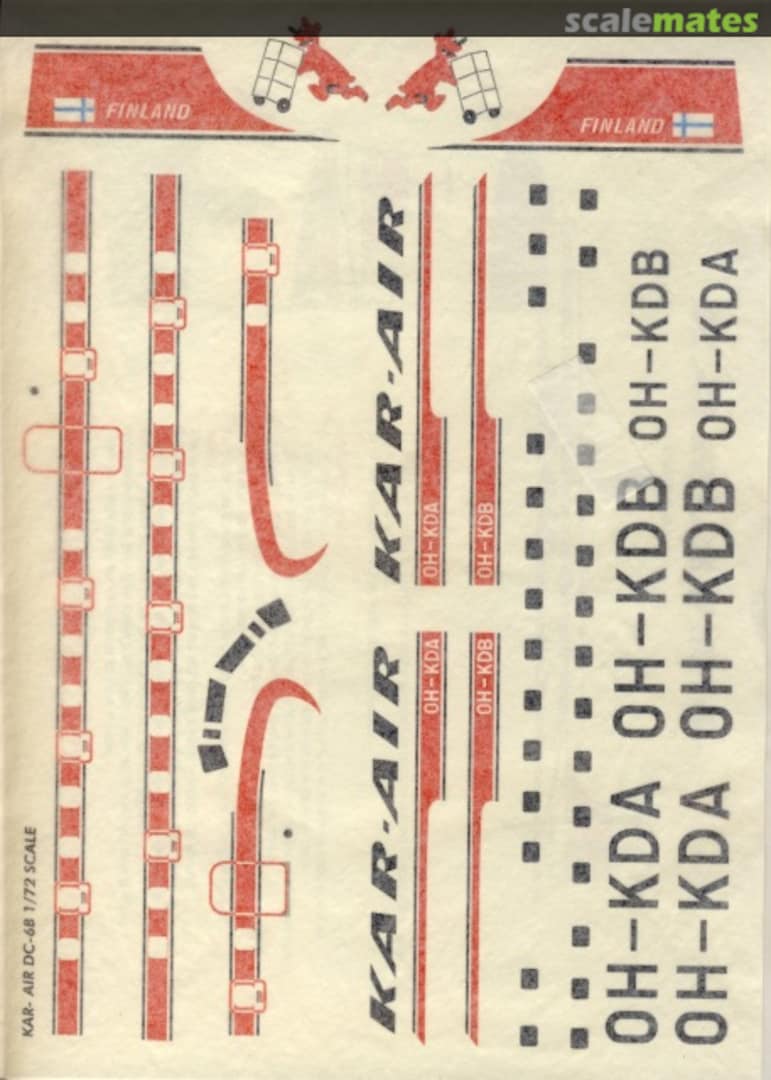 scalemates
FINLAND
FINLAND
KAR-AIR
OH-KDA
OH-KDB
OH-KDB
OH-KDA
OH-KDB
OH-KDB
KAR-AIR
OH-KDA
OH-KDB
OH-KDA
OH-KDA
KAR- AIR DC-6B 1/72 SCALE